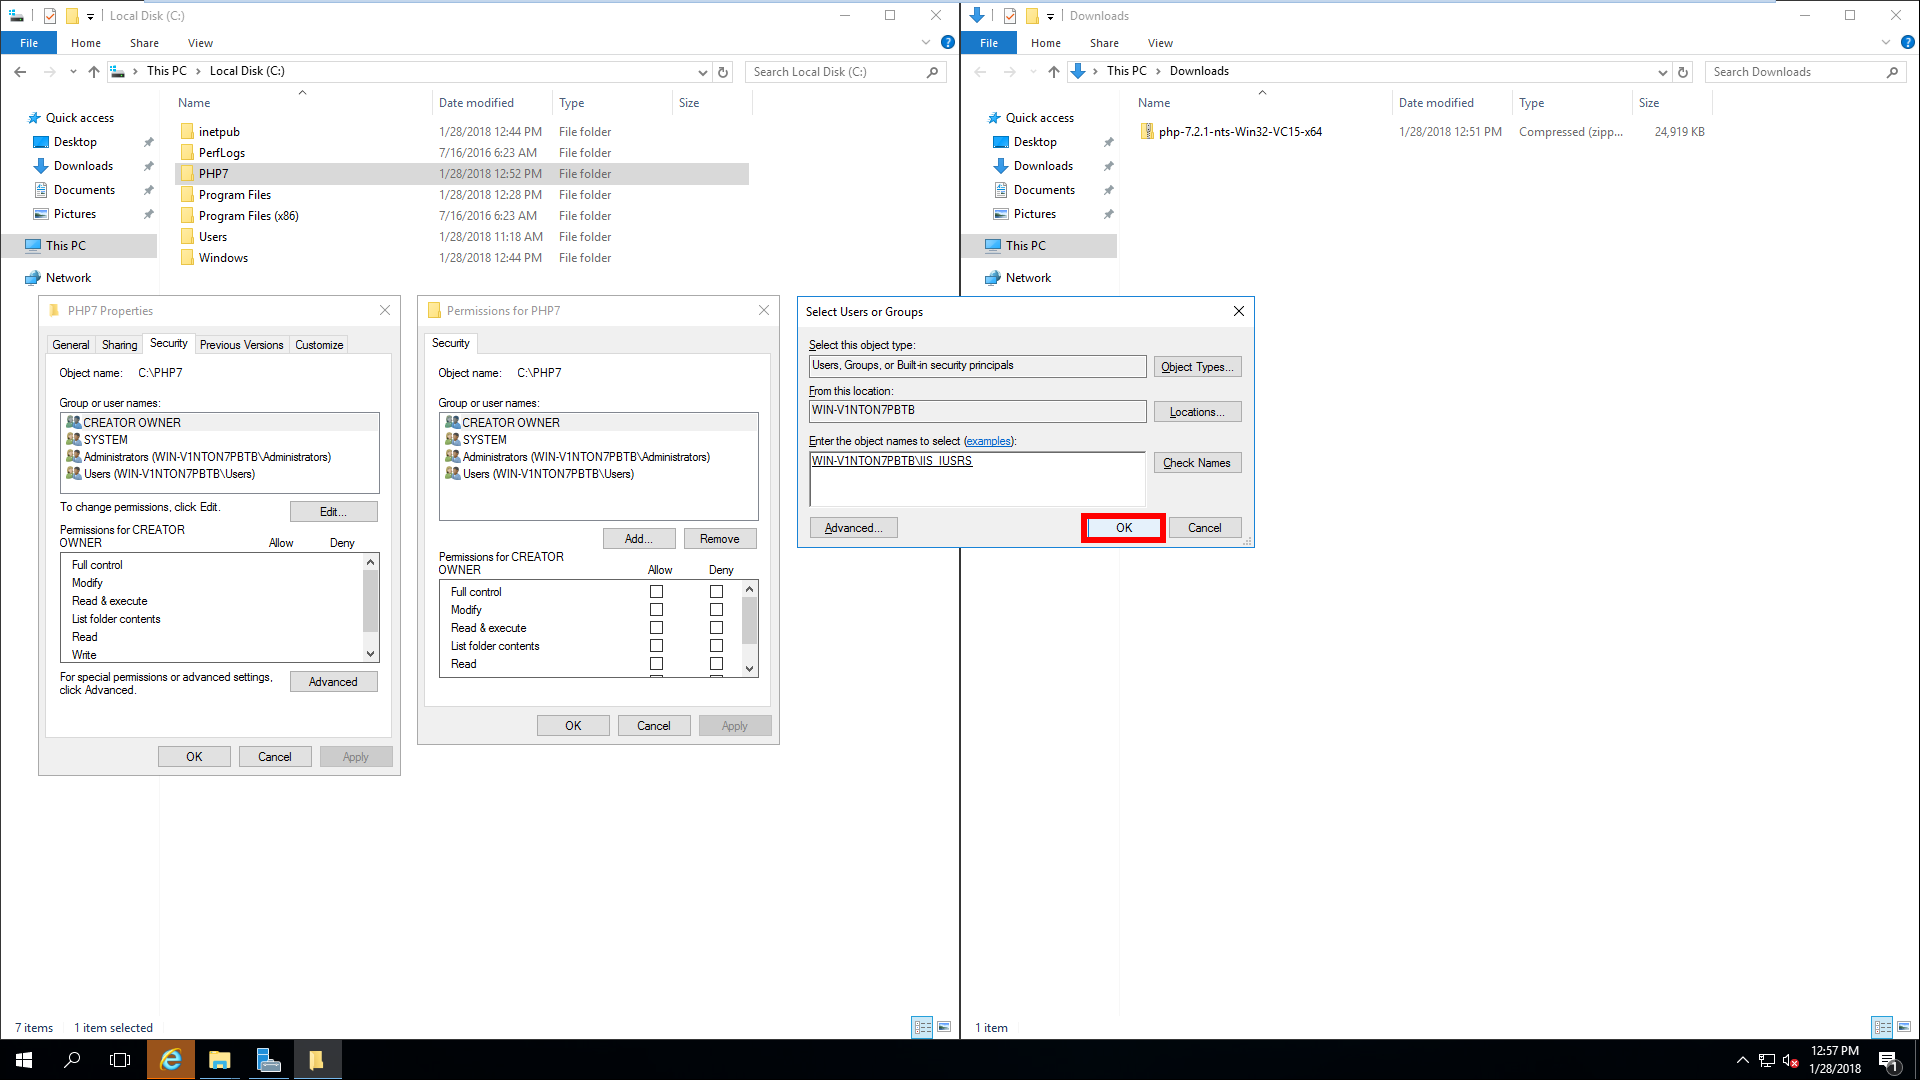 Local Disk (C:)
File
Home
Share
View
This PC
Local Disk (C:)
Search Local Disk (C:)
Name
Date modified
Type
Size
Quick access
Desktop
Downloads
Documents
Pictures
This PC
Network
inetpub 1/28/2018 12:44 PM File folder
PerfLogs 7/16/2016 6:23 AM File folder
PHP7 1/28/2018 12:52 PM File folder
Program Files 1/28/2018 12:28 PM File folder
Program Files (x86) 7/16/2016 6:23 AM File folder
Users 1/28/2018 11:18 AM File folder
Windows 1/28/2018 12:44 PM File folder
Downloads
File
Home
Share
View
This PC
Downloads
Search Downloads
Name
Date modified
Type
Size
Quick access
Desktop
Downloads
Documents
Pictures
This PC
Network
php-7.2.1-nts-Win32-VC15-x64 1/28/2018 12:51 PM Compressed (zipp... 24,919 KB
PHP7 Properties
General
Sharing
Security
Previous Versions
Customize
Object name: C:\PHP7
Group or user names:
CREATOR OWNER
SYSTEM
Administrators (WIN-V1NTON7PBTB\Administrators)
Users (WIN-V1NTON7PBTB\Users)
To change permissions, click Edit.
Edit...
Permissions for CREATOR
OWNER
Allow
Deny
Full control
Modify
Read & execute
List folder contents
Read
Write
For special permissions or advanced settings,
click Advanced.
Advanced
OK
Cancel
Apply
Permissions for PHP7
Security
Object name: C:\PHP7
Group or user names:
CREATOR OWNER
SYSTEM
Administrators (WIN-V1NTON7PBTB\Administrators)
Users (WIN-V1NTON7PBTB\Users)
Add...
Remove
Permissions for CREATOR
OWNER
Allow
Deny
Full control
Modify
Read & execute
List folder contents
Read
OK
Cancel
Apply
Select Users or Groups
Select this object type:
Users, Groups, or Built-in security principals
Object Types...
From this location:
WIN-V1NTON7PBTB
Locations...
Enter the object names to select (examples):
WIN-V1NTON7PBTB\IIS_IUSRS
Check Names
Advanced...
OK
Cancel
7 items
1 item selected
1 item
12:57 PM
1/28/2018
1